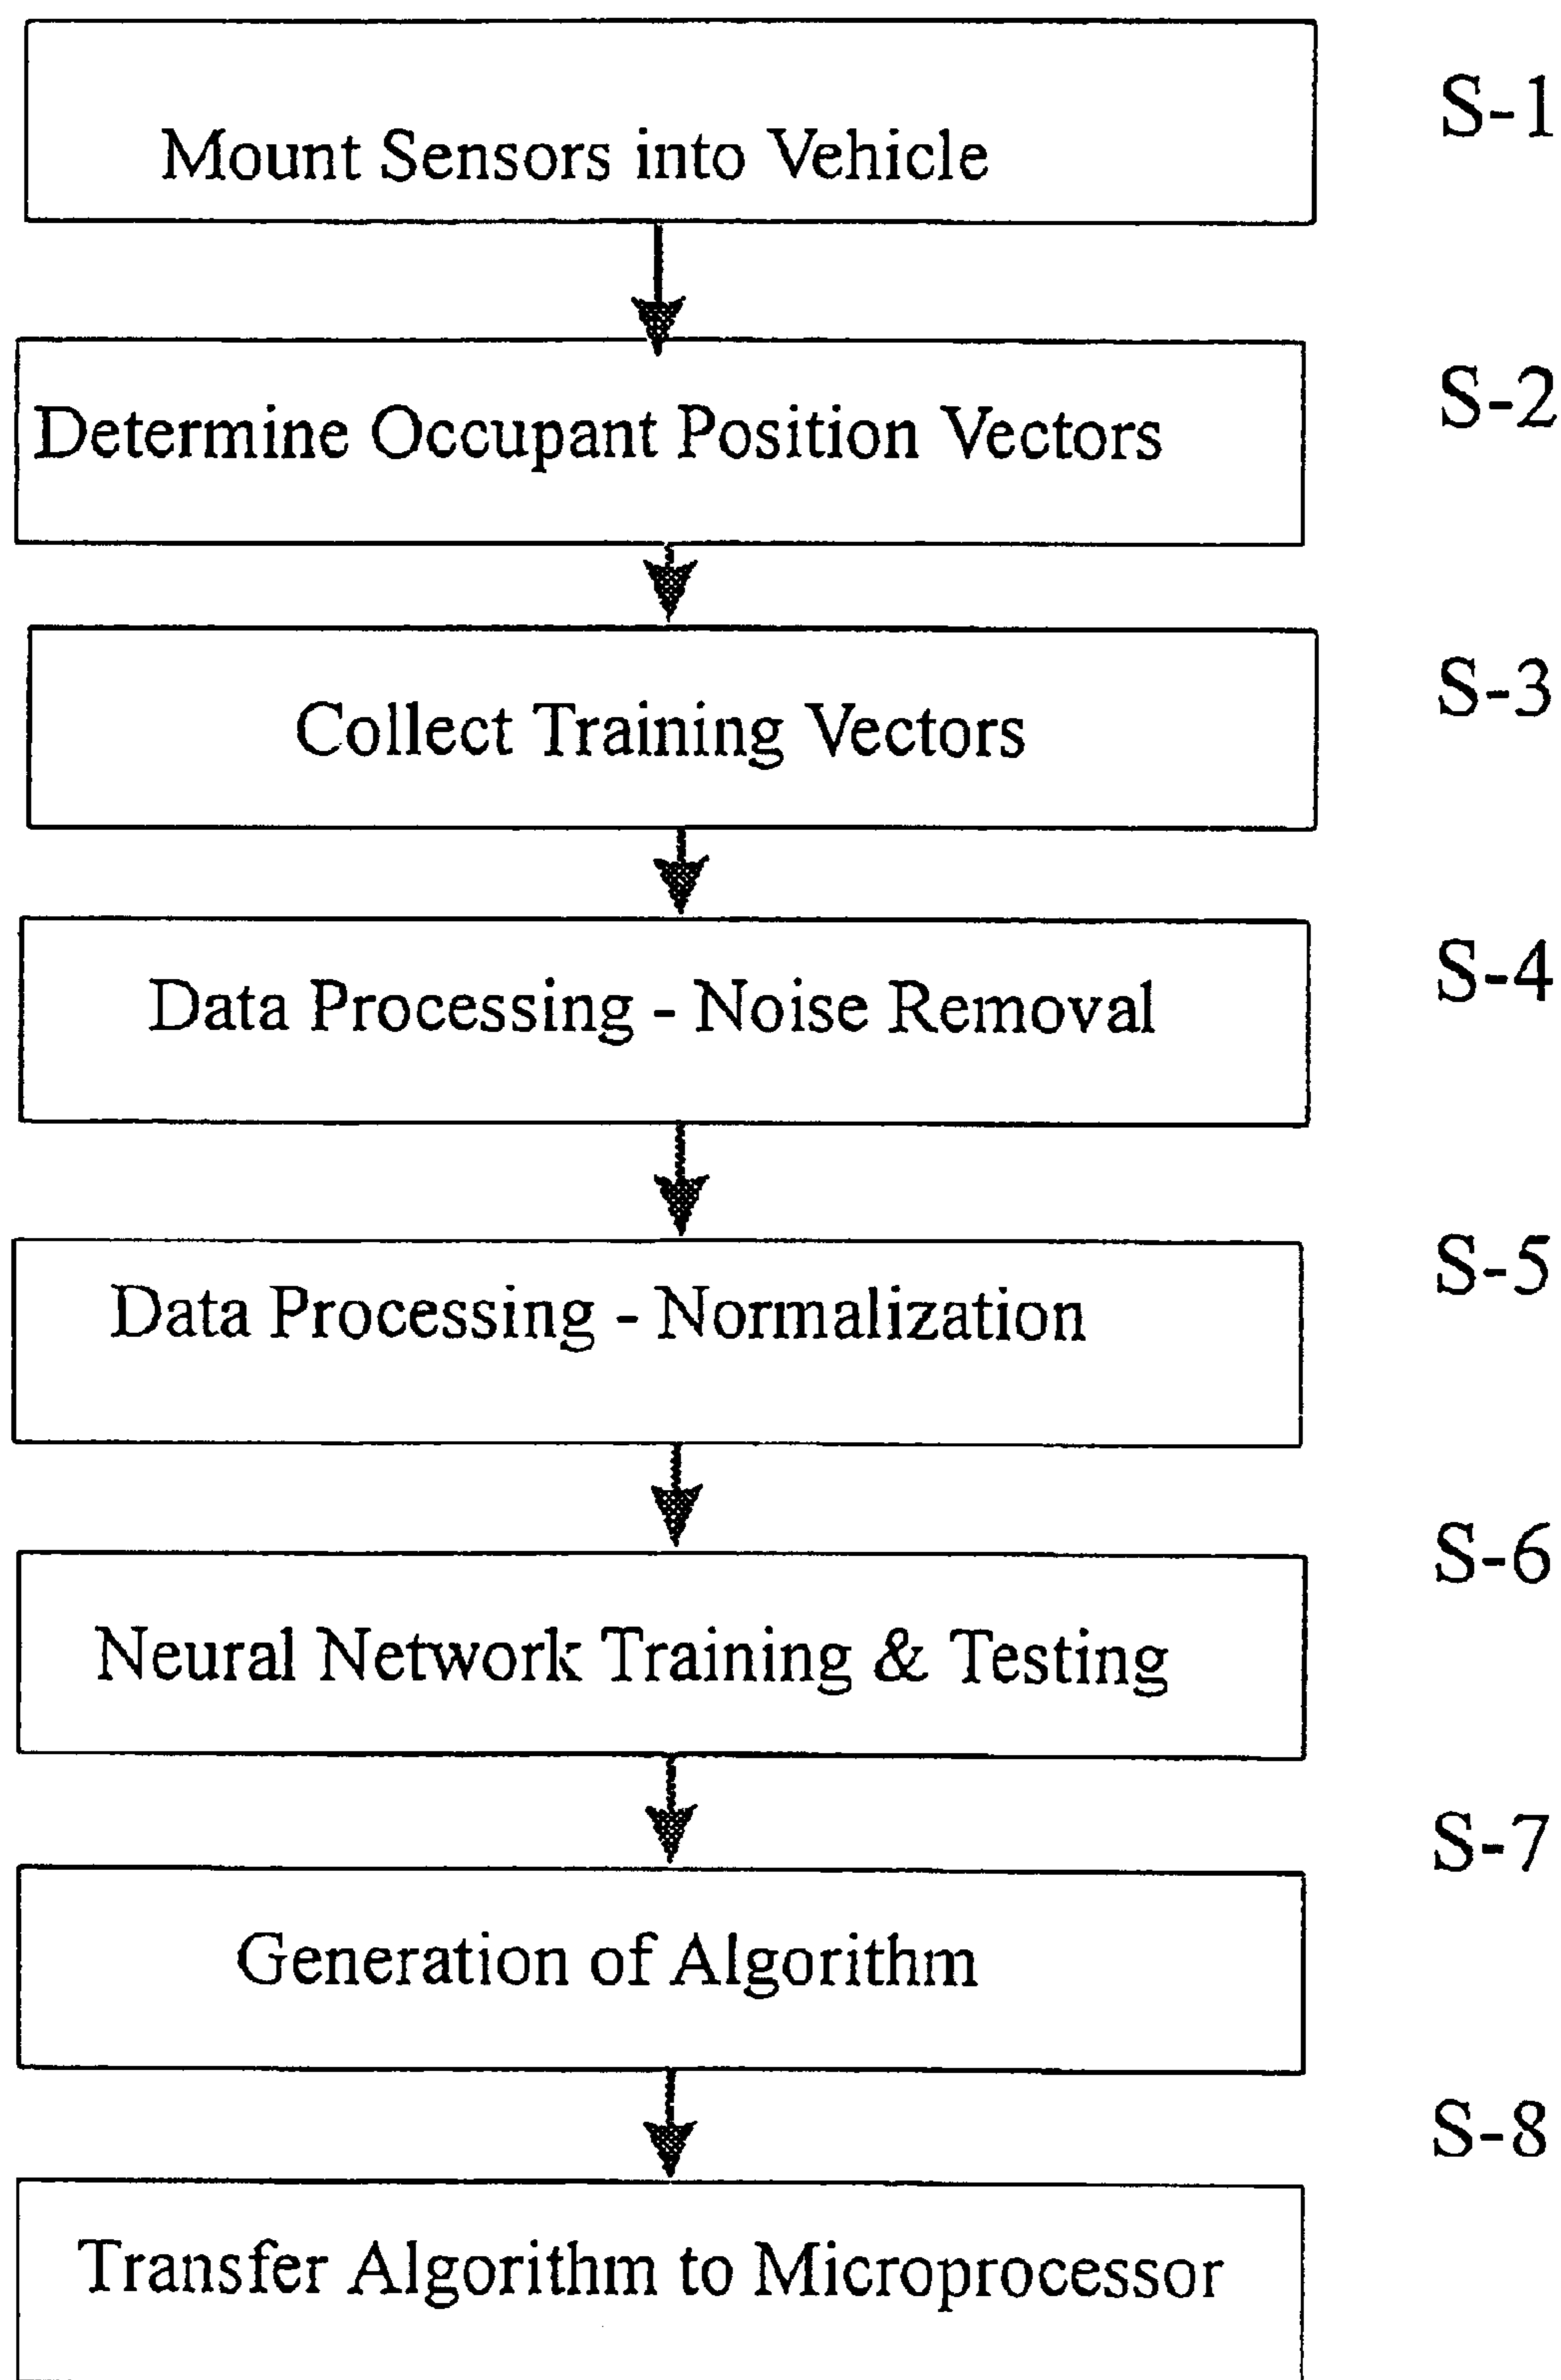 Mount Sensors into Vehicle
S-1
Determine Occupant Position Vectors
S-2
Collect Training Vectors
S-3
Data Processing - Noise Removal
S-4
Data Processing - Normalization
S-5
Neural Network Training & Testing
S-6
Generation of Algorithm
S-7
Transfer Algorithm to Microprocessor
S-8